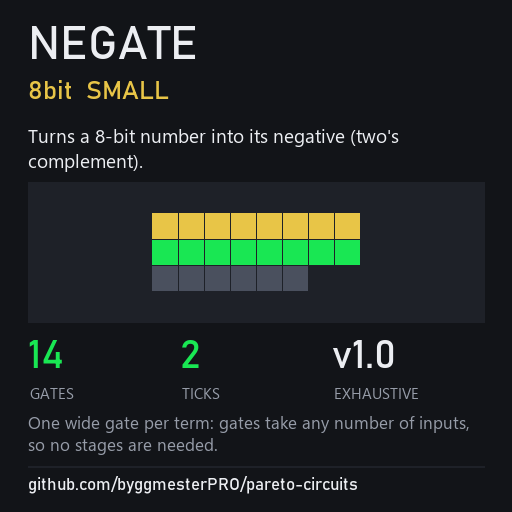 NEGATE
8bit SMALL
Turns a 8-bit number into its negative (two's
complement).
14 2 v1.0
GATES TICKS EXHAUSTIVE
One wide gate per term: gates take any number of inputs,
so no stages are needed.
github.com/byggmesterPRO/pareto-circuits